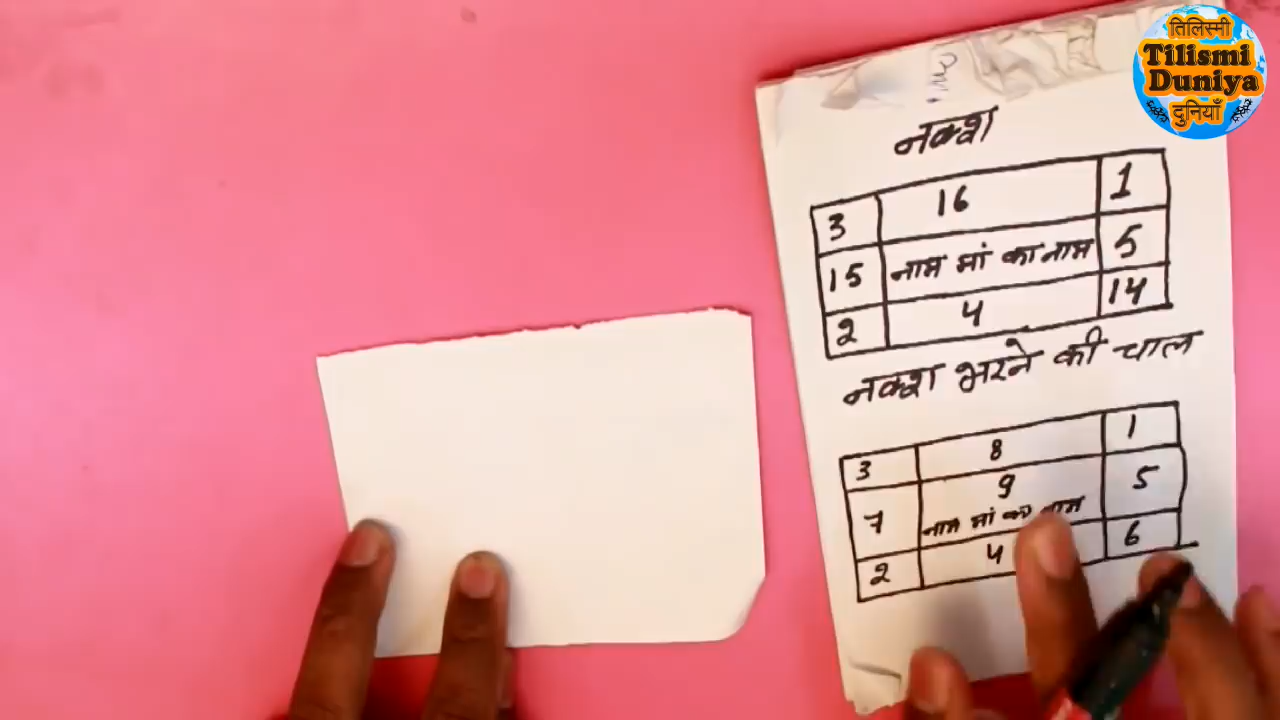 तिलिस्मी
Tilismi
Duniya
दुनियाँ
नक्श
3 16 1
15 नाम मां का नाम 5
2 4 14
नक्श भरने की चाल
3 8 1
7 9 5
नाम मां का नाम
2 4 6